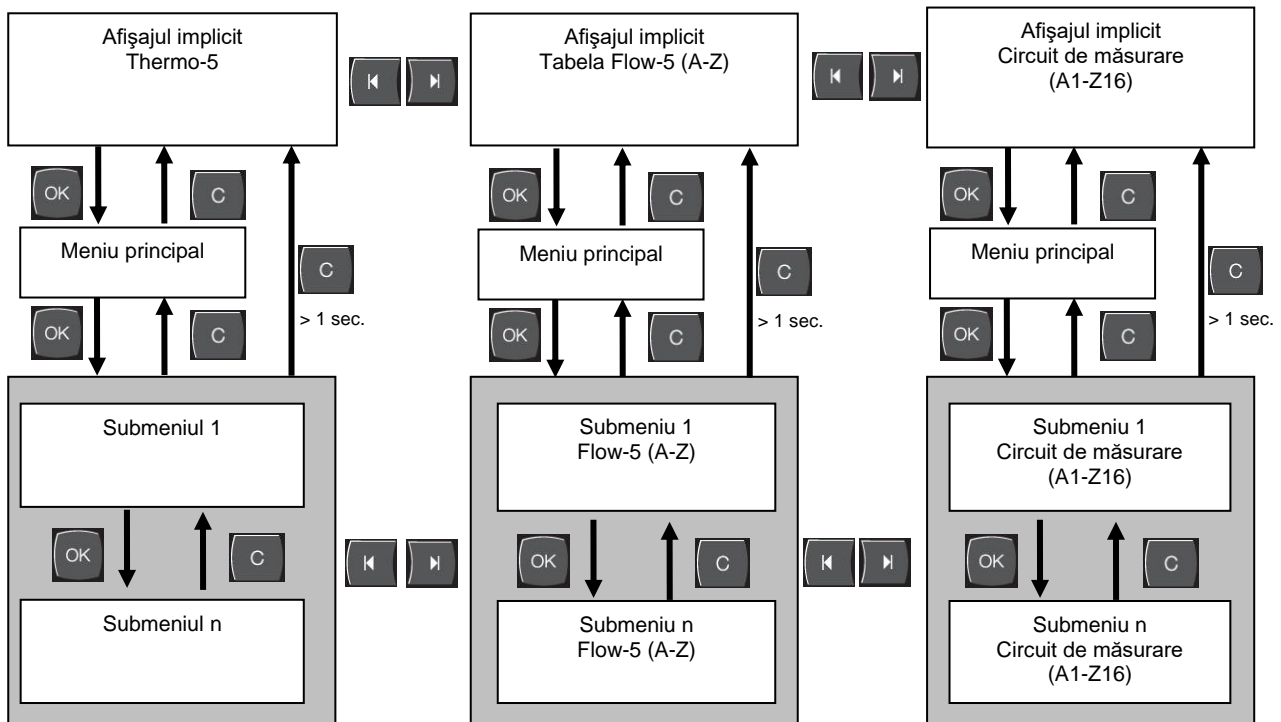 Afişajul implicit
Thermo-5
Afişajul implicit
Tabela Flow-5 (A-Z)
Afişajul implicit
Circuit de măsurare
(A1-Z16)
OK
C
OK
C
OK
C
Meniu principal
Meniu principal
Meniu principal
C
C
C
OK
C
> 1 sec.
OK
C
> 1 sec.
OK
C
> 1 sec.
Submeniul 1
Submeniu 1
Flow-5 (A-Z)
Submeniu 1
Circuit de măsurare
(A1-Z16)
OK
C
OK
C
OK
C
Submeniul n
Submeniu n
Flow-5 (A-Z)
Submeniu n
Circuit de măsurare
(A1-Z16)